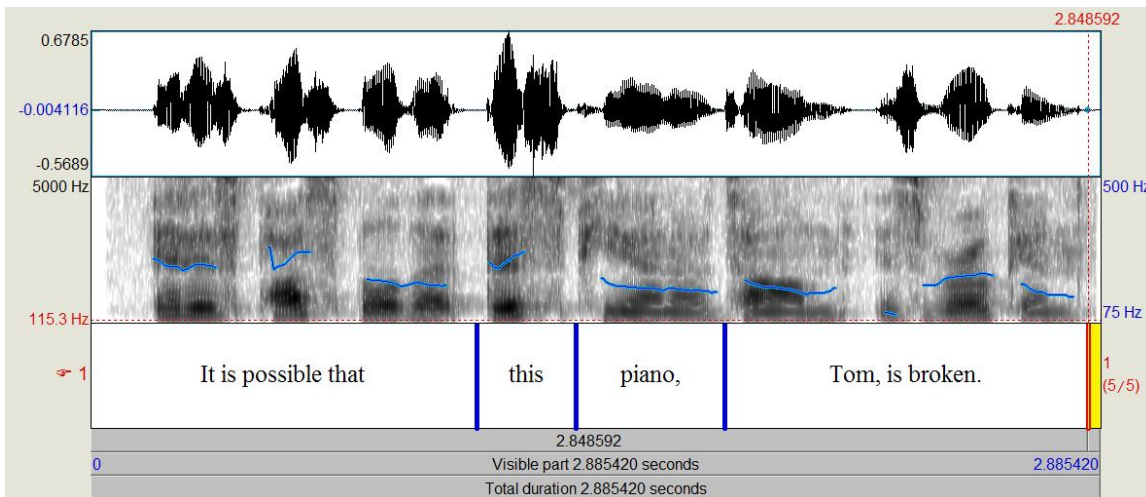 2.848592
0.6785
-0.004116
-0.5689
5000 Hz 500 Hz
115.3 Hz 75 Hz
☞ 1 It is possible that this piano, Tom, is broken. 1
(5/5)
2.848592
0 Visible part 2.885420 seconds 2.885420
Total duration 2.885420 seconds